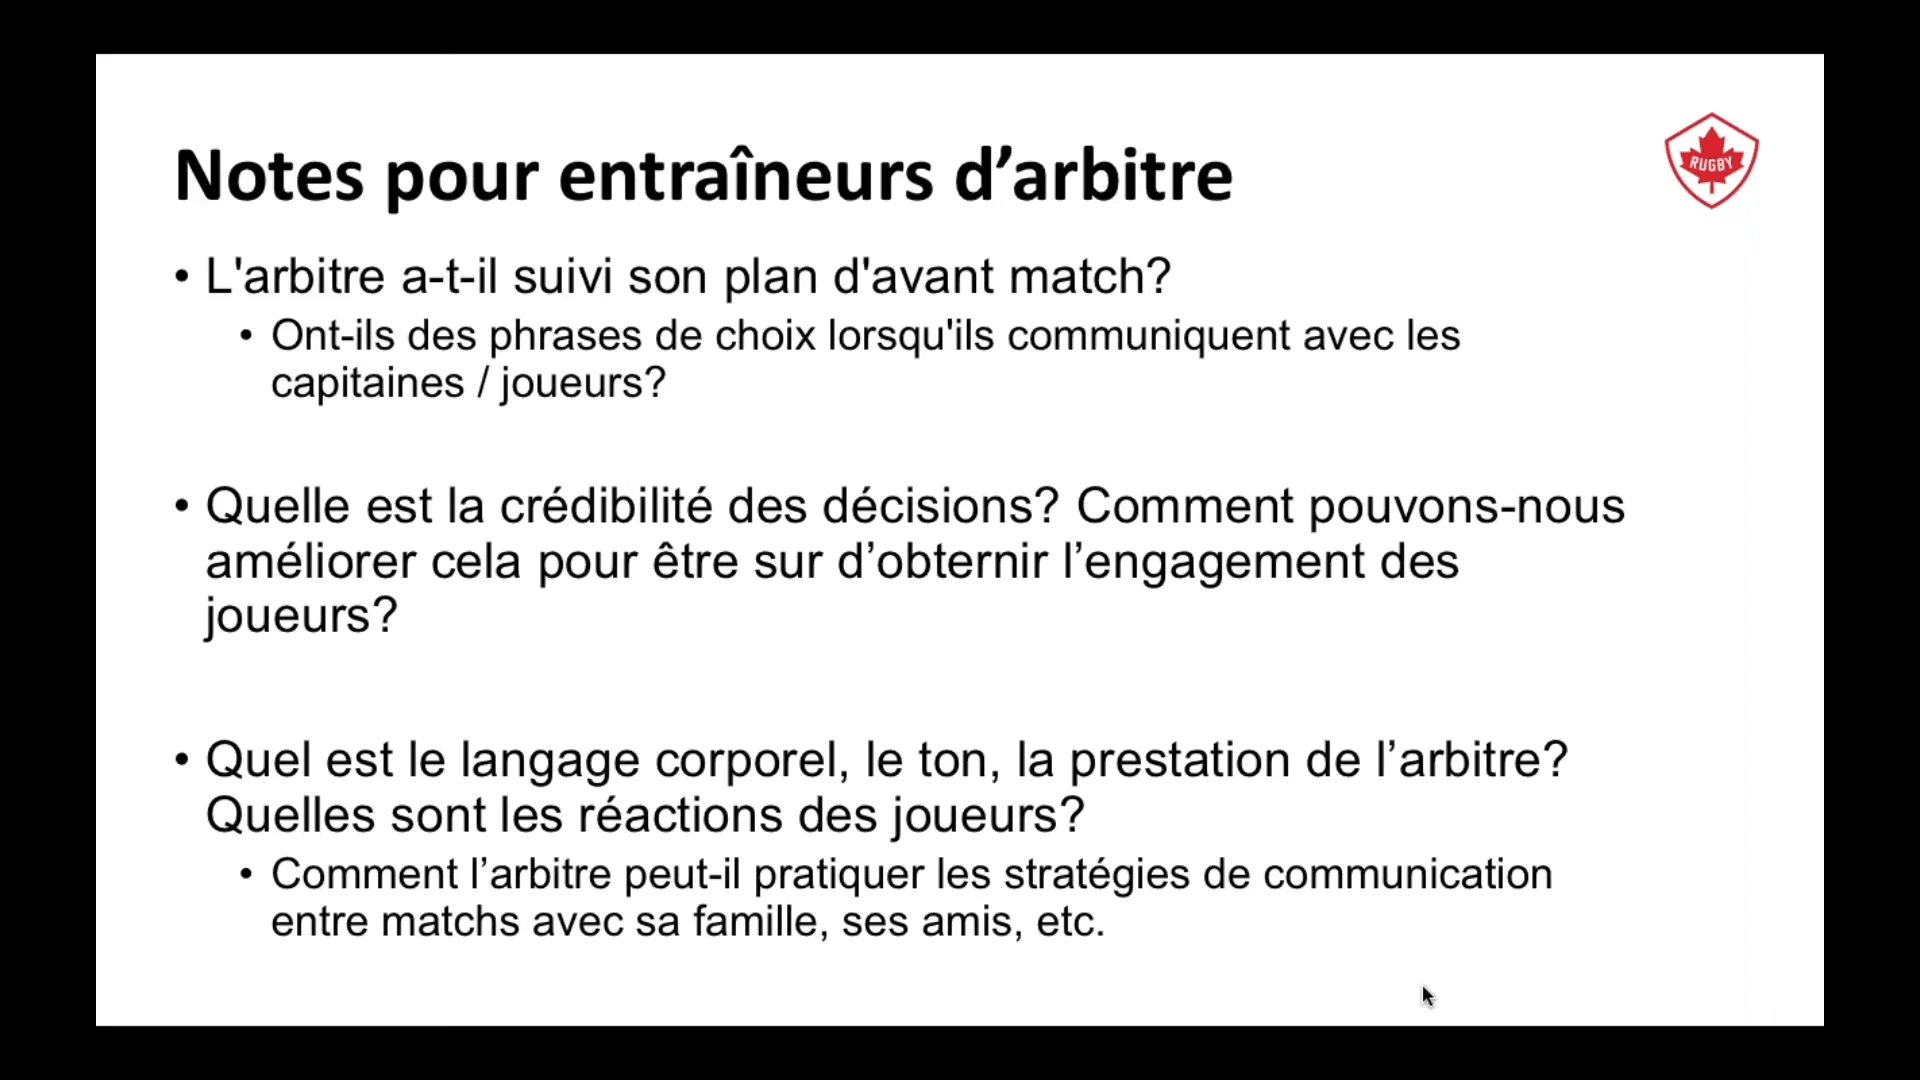 Notes pour entraîneurs d’arbitre
RUGBY
• L'arbitre a-t-il suivi son plan d'avant match?
• Ont-ils des phrases de choix lorsqu'ils communiquent avec les
capitaines / joueurs?
• Quelle est la crédibilité des décisions? Comment pouvons-nous
améliorer cela pour être sur d’obternir l’engagement des
joueurs?
• Quel est le langage corporel, le ton, la prestation de l’arbitre?
Quelles sont les réactions des joueurs?
• Comment l’arbitre peut-il pratiquer les stratégies de communication
entre matchs avec sa famille, ses amis, etc.